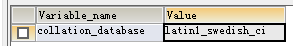 Variable_name Value
collation_database latin1_swedish_ci